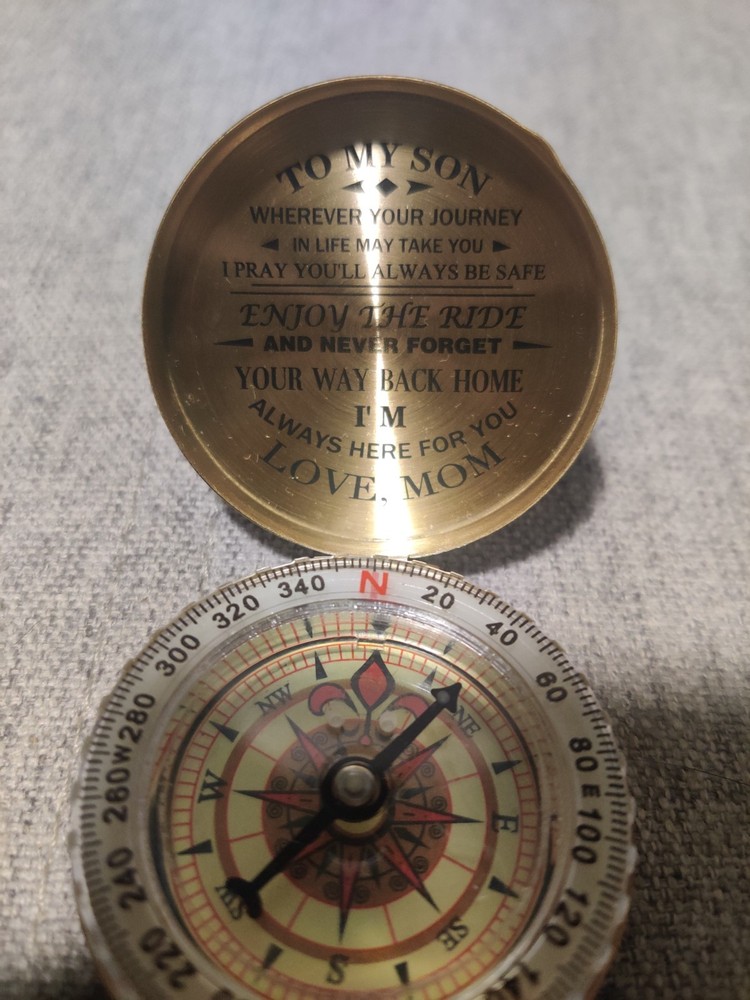 TO MY SON
WHEREVER YOUR JOURNEY
IN LIFE MAY TAKE YOU
I PRAY YOU'LL ALWAYS BE SAFE
ENJOY THE RIDE
AND NEVER FORGET
YOUR WAY BACK HOME
I'M
ALWAYS HERE FOR YOU
LOVE, MOM
220 240 260 W 280 300 320 340 N 20 40 60 80 E 100 120
NW NE
W E
SW SE
S